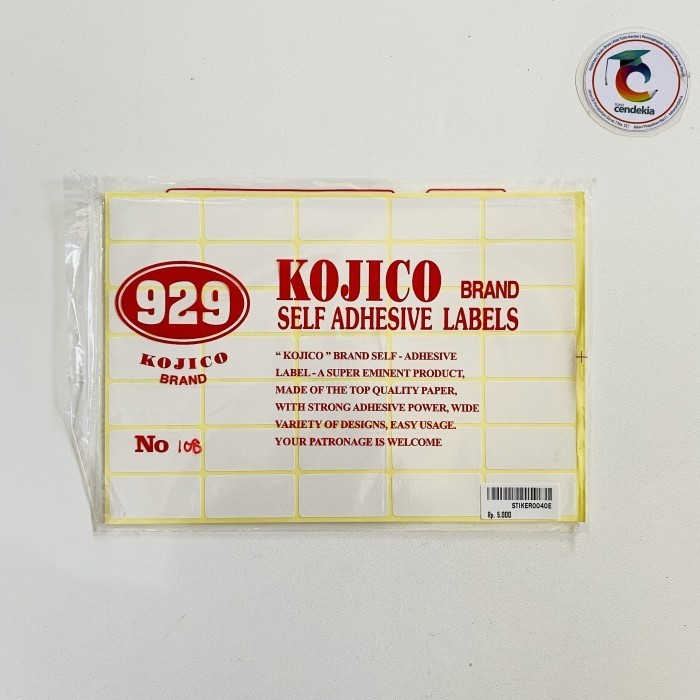 TOKO
cendekia
929
KOJICO
BRAND
No 108
KOJICO BRAND
SELF ADHESIVE LABELS
“ KOJICO ” BRAND SELF - ADHESIVE
LABEL - A SUPER EMINENT PRODUCT,
MADE OF THE TOP QUALITY PAPER,
WITH STRONG ADHESIVE POWER, WIDE
VARIETY OF DESIGNS, EASY USAGE.
YOUR PATRONAGE IS WELCOME
STIKER0040E
Rp. 5.000